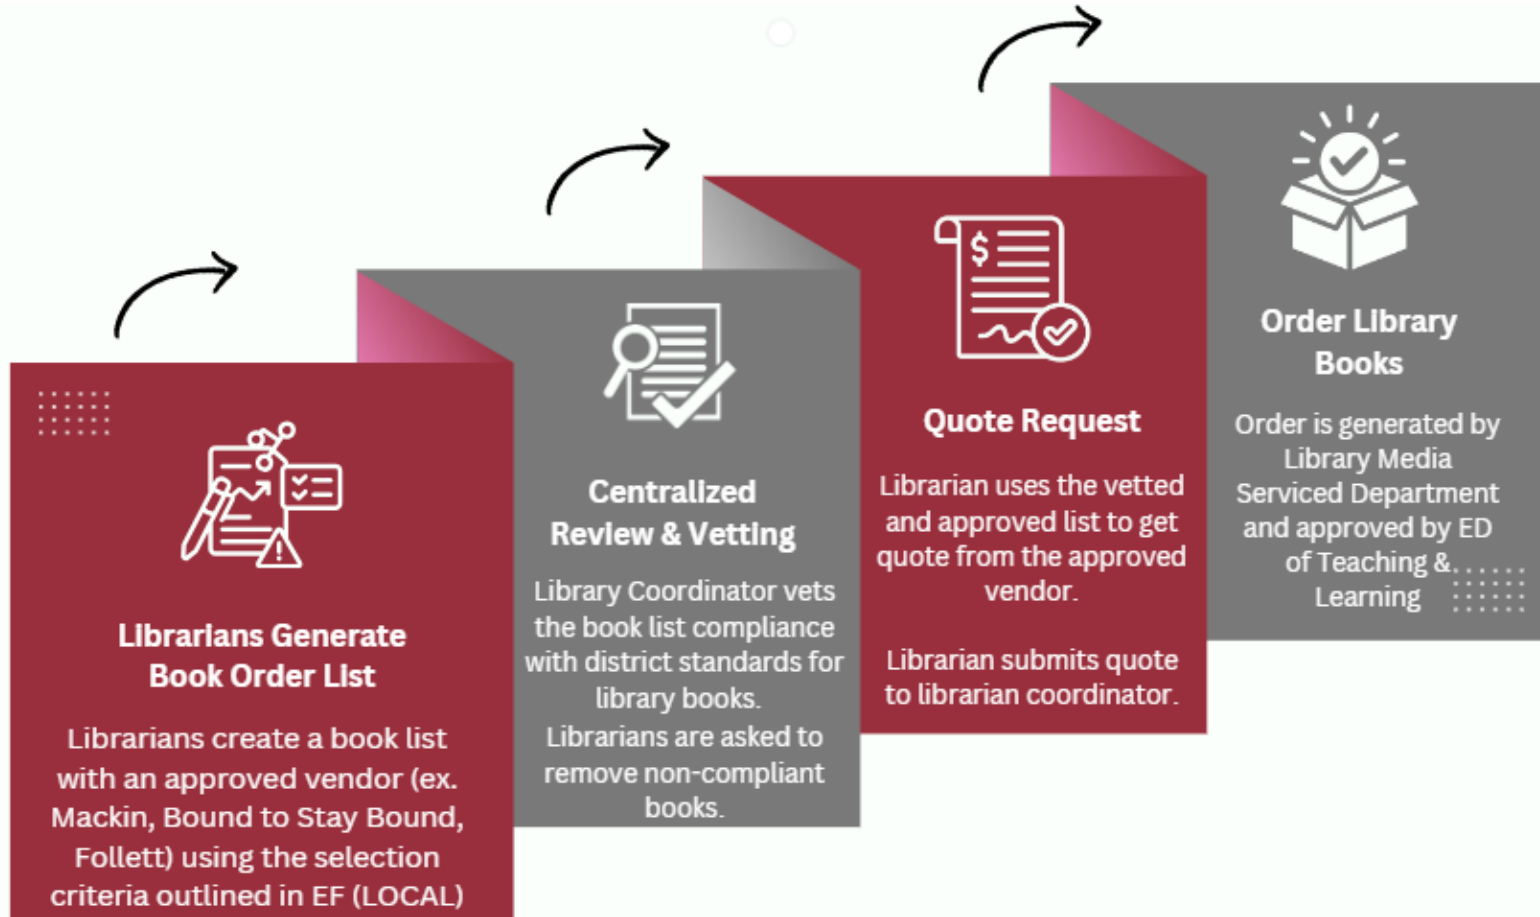 Librarians Generate
Book Order List
Librarians create a book list
with an approved vendor (ex.
Mackin, Bound to Stay Bound,
Follett) using the selection
criteria outlined in EF (LOCAL)
Centralized
Review & Vetting
Library Coordinator vets
the book list compliance
with district standards for
library books.
Librarians are asked to
remove non-compliant
books.
$
Quote Request
Librarian uses the vetted
and approved list to get
quote from the approved
vendor.
Librarian submits quote
to librarian coordinator.
Order Library
Books
Order is generated by
Library Media
Serviced Department
and approved by ED
of Teaching &
Learning